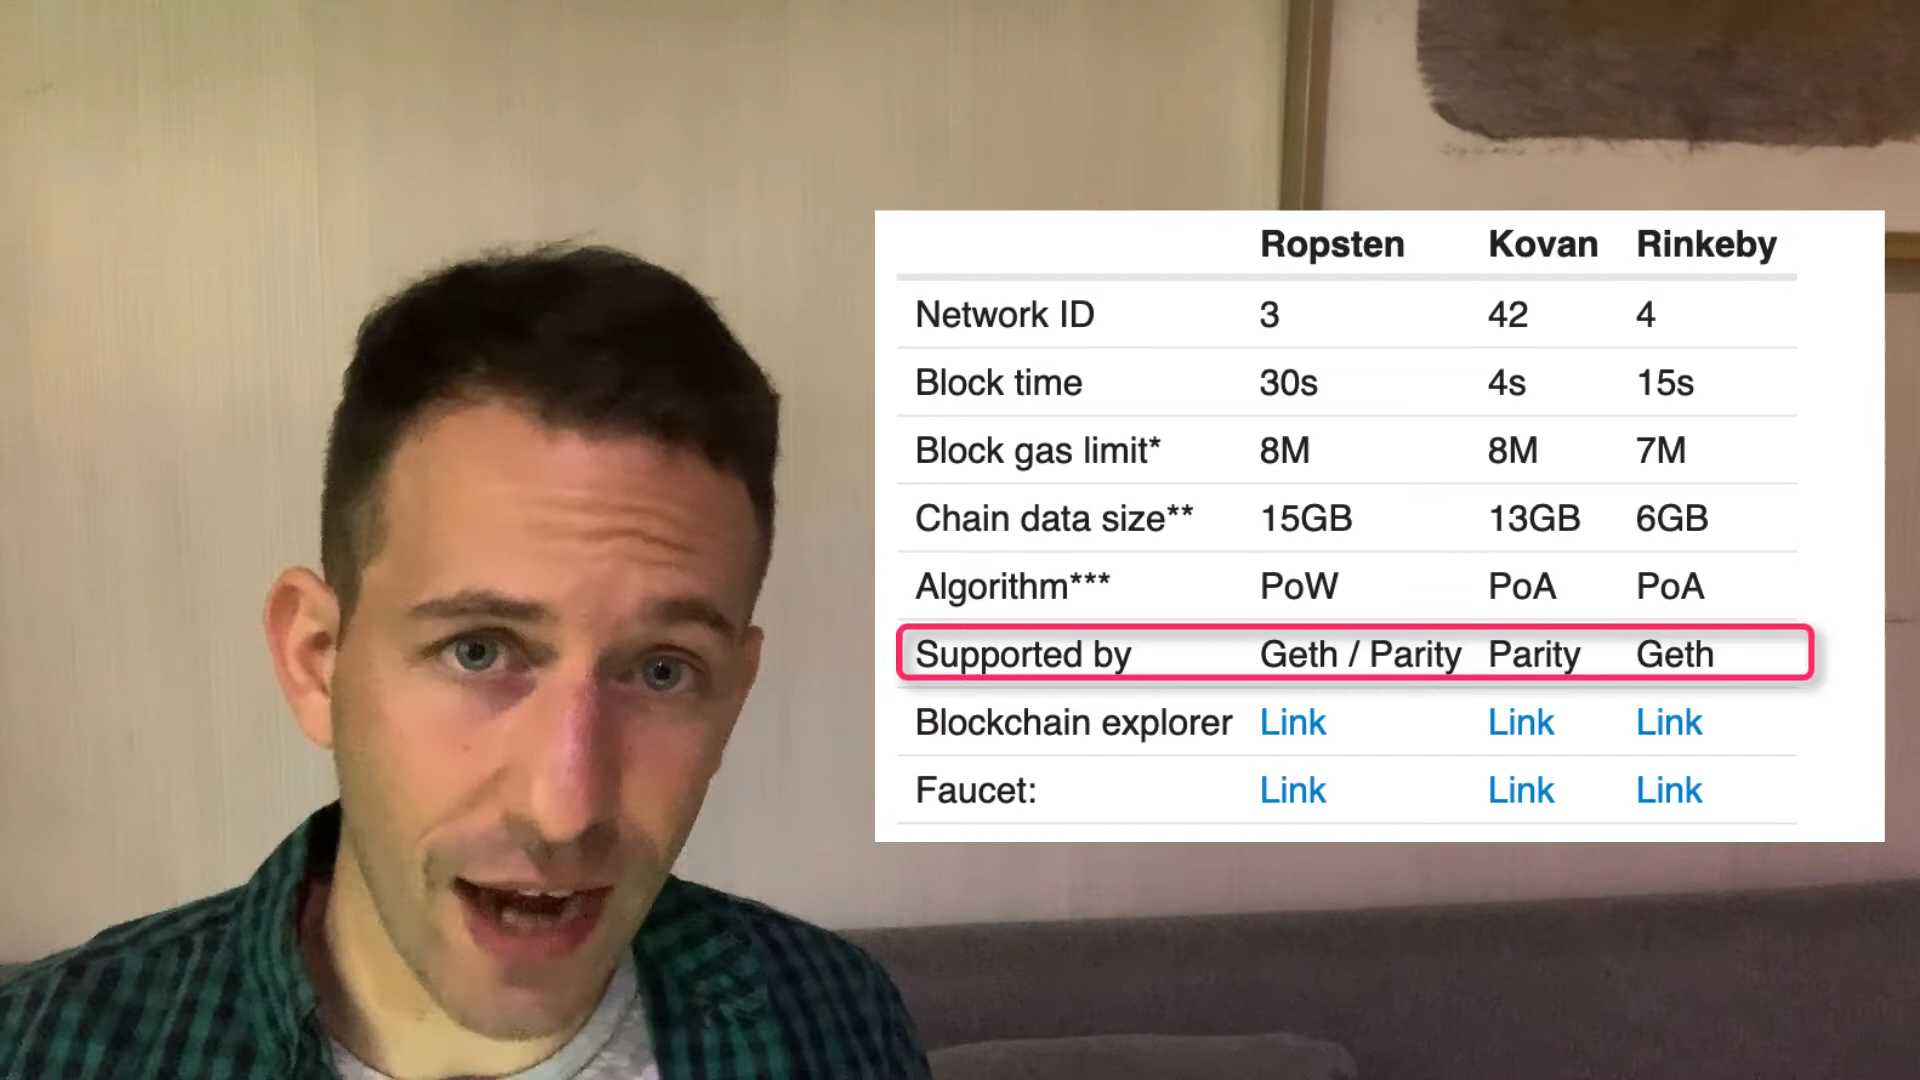 Ropsten Kovan Rinkeby
Network ID 3 42 4
Block time 30s 4s 15s
Block gas limit* 8M 8M 7M
Chain data size** 15GB 13GB 6GB
Algorithm*** PoW PoA PoA
Supported by Geth / Parity Parity Geth
Blockchain explorer Link Link Link
Faucet: Link Link Link